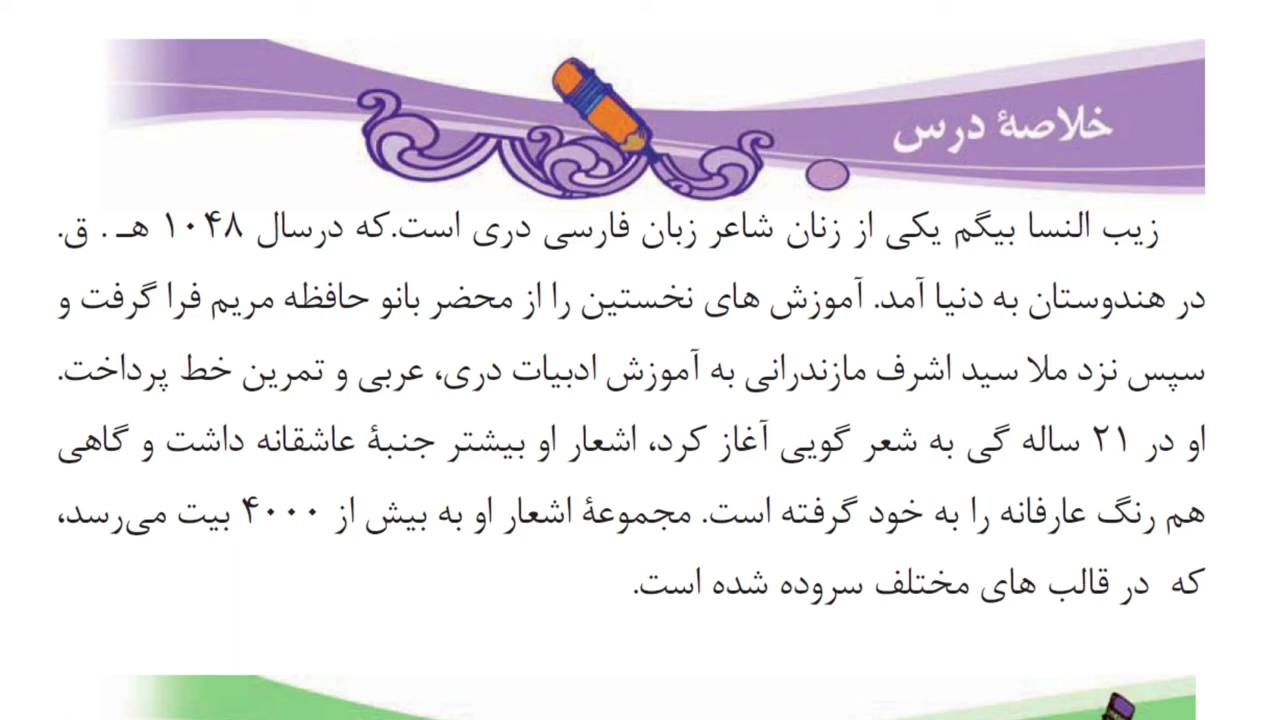 خلاصهٔ درس
زیب النسا بیگم یکی از زنان شاعر زبان فارسی دری است.که درسال ۱۰۴۸ هـ . ق.
در هندوستان به دنیا آمد. آموزش های نخستین را از محضر بانو حافظه مریم فرا گرفت و
سپس نزد ملا سید اشرف مازندرانی به آموزش ادبیات دری، عربی و تمرین خط پرداخت.
او در ۲۱ ساله گی به شعر گویی آغاز کرد، اشعار او بیشتر جنبهٔ عاشقانه داشت و گاهی
هم رنگ عارفانه را به خود گرفته است. مجموعهٔ اشعار او به بیش از ۴۰۰۰ بیت می‌رسد،
که در قالب های مختلف سروده شده است.